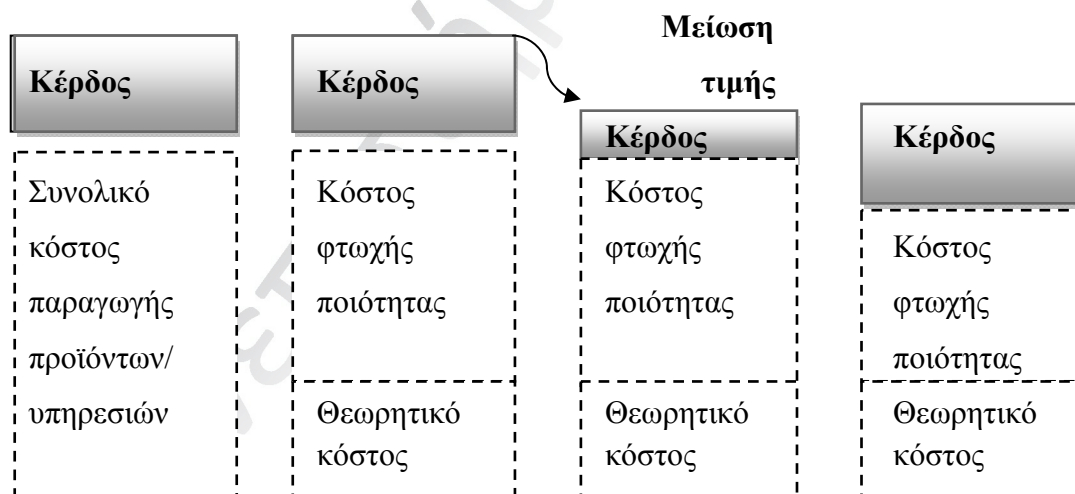 Μείωση
τιμής
Κέρδος
Συνολικό
κόστος
παραγωγής
προϊόντων/
υπηρεσιών
Κέρδος
Κόστος
φτωχής
ποιότητας
Θεωρητικό
κόστος
Κέρδος
Κόστος
φτωχής
ποιότητας
Θεωρητικό
κόστος
Κέρδος
Κόστος
φτωχής
ποιότητας
Θεωρητικό
κόστος